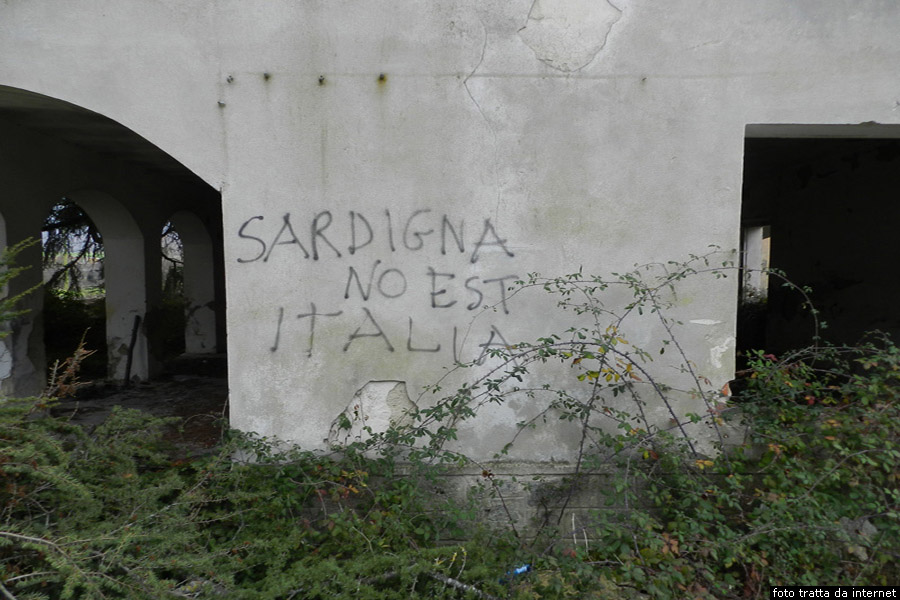 SARDIGNA
NO EST
ITALIA
foto tratta da internet